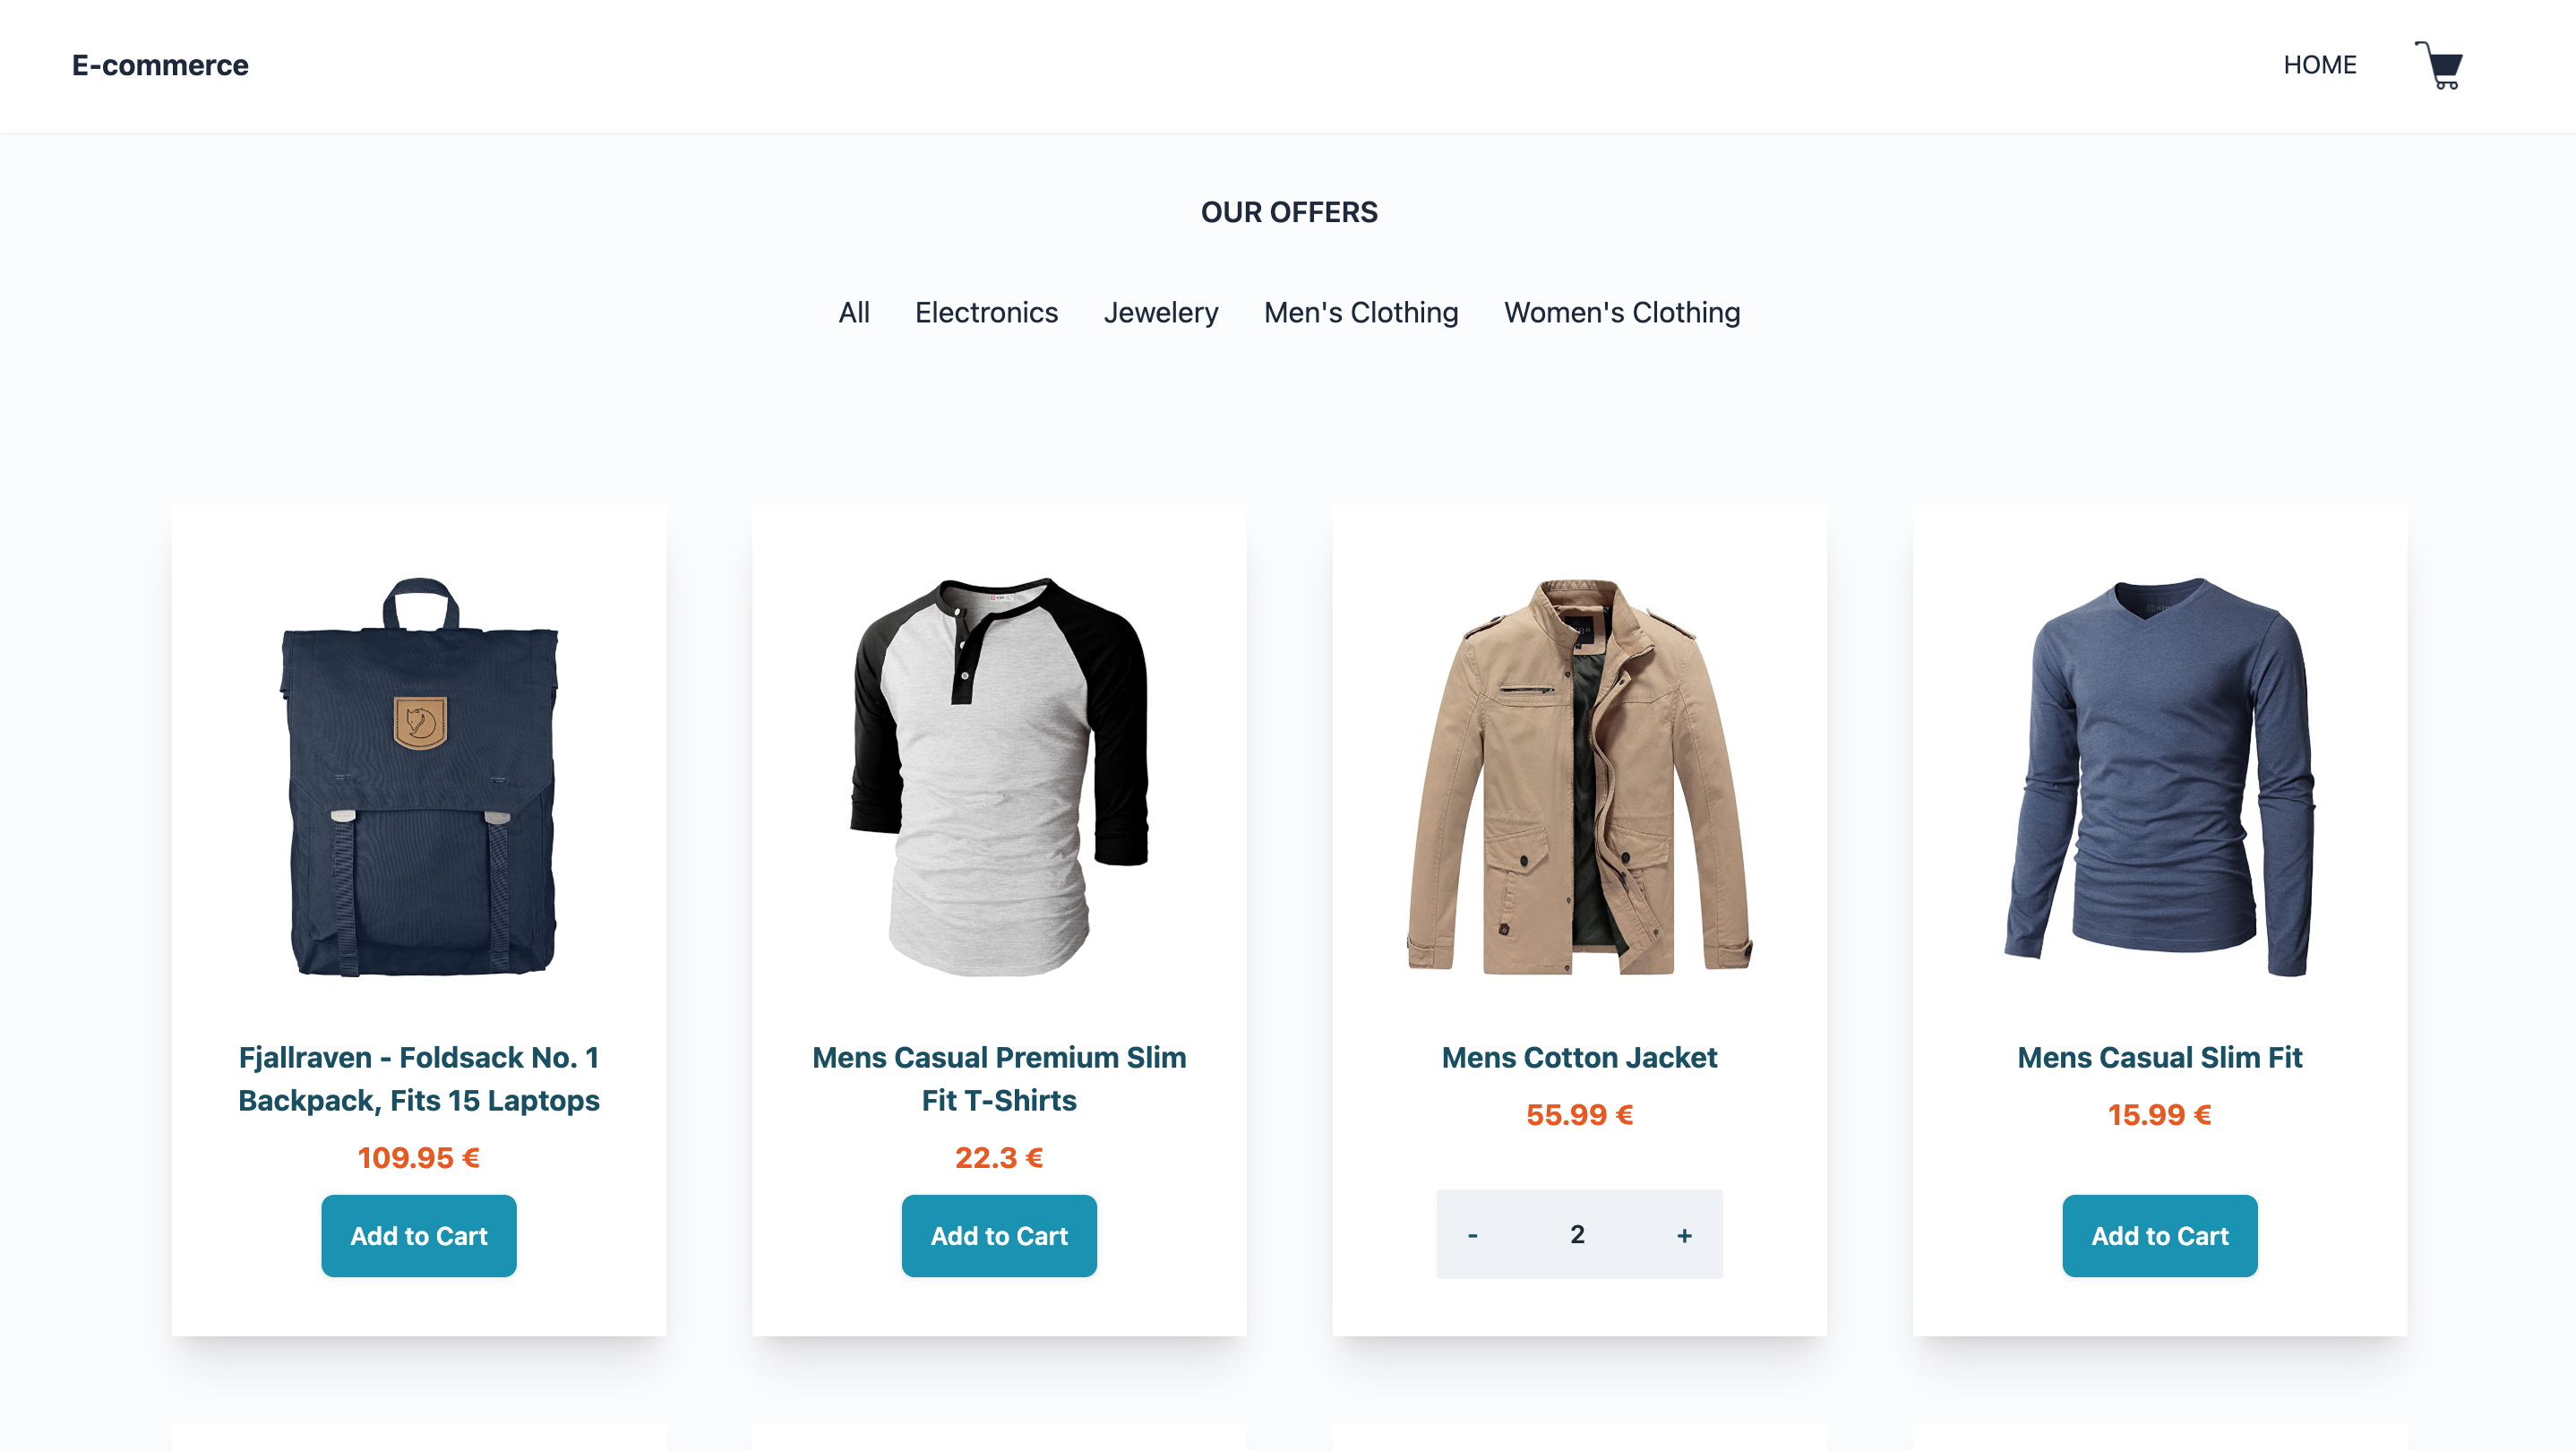 E-commerce
HOME
OUR OFFERS
All Electronics Jewelery Men's Clothing Women's Clothing
Fjallraven - Foldsack No. 1
Backpack, Fits 15 Laptops
109.95 €
Add to Cart
Mens Casual Premium Slim
Fit T-Shirts
22.3 €
Add to Cart
Mens Cotton Jacket
55.99 €
- 2 +
Mens Casual Slim Fit
15.99 €
Add to Cart